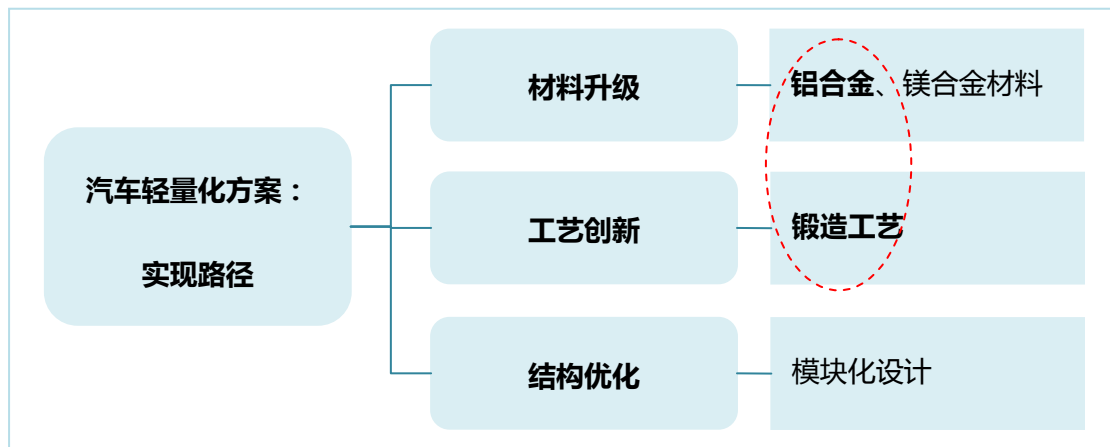 汽车轻量化方案：
实现路径
材料升级
铝合金、镁合金材料
工艺创新
锻造工艺
结构优化
模块化设计